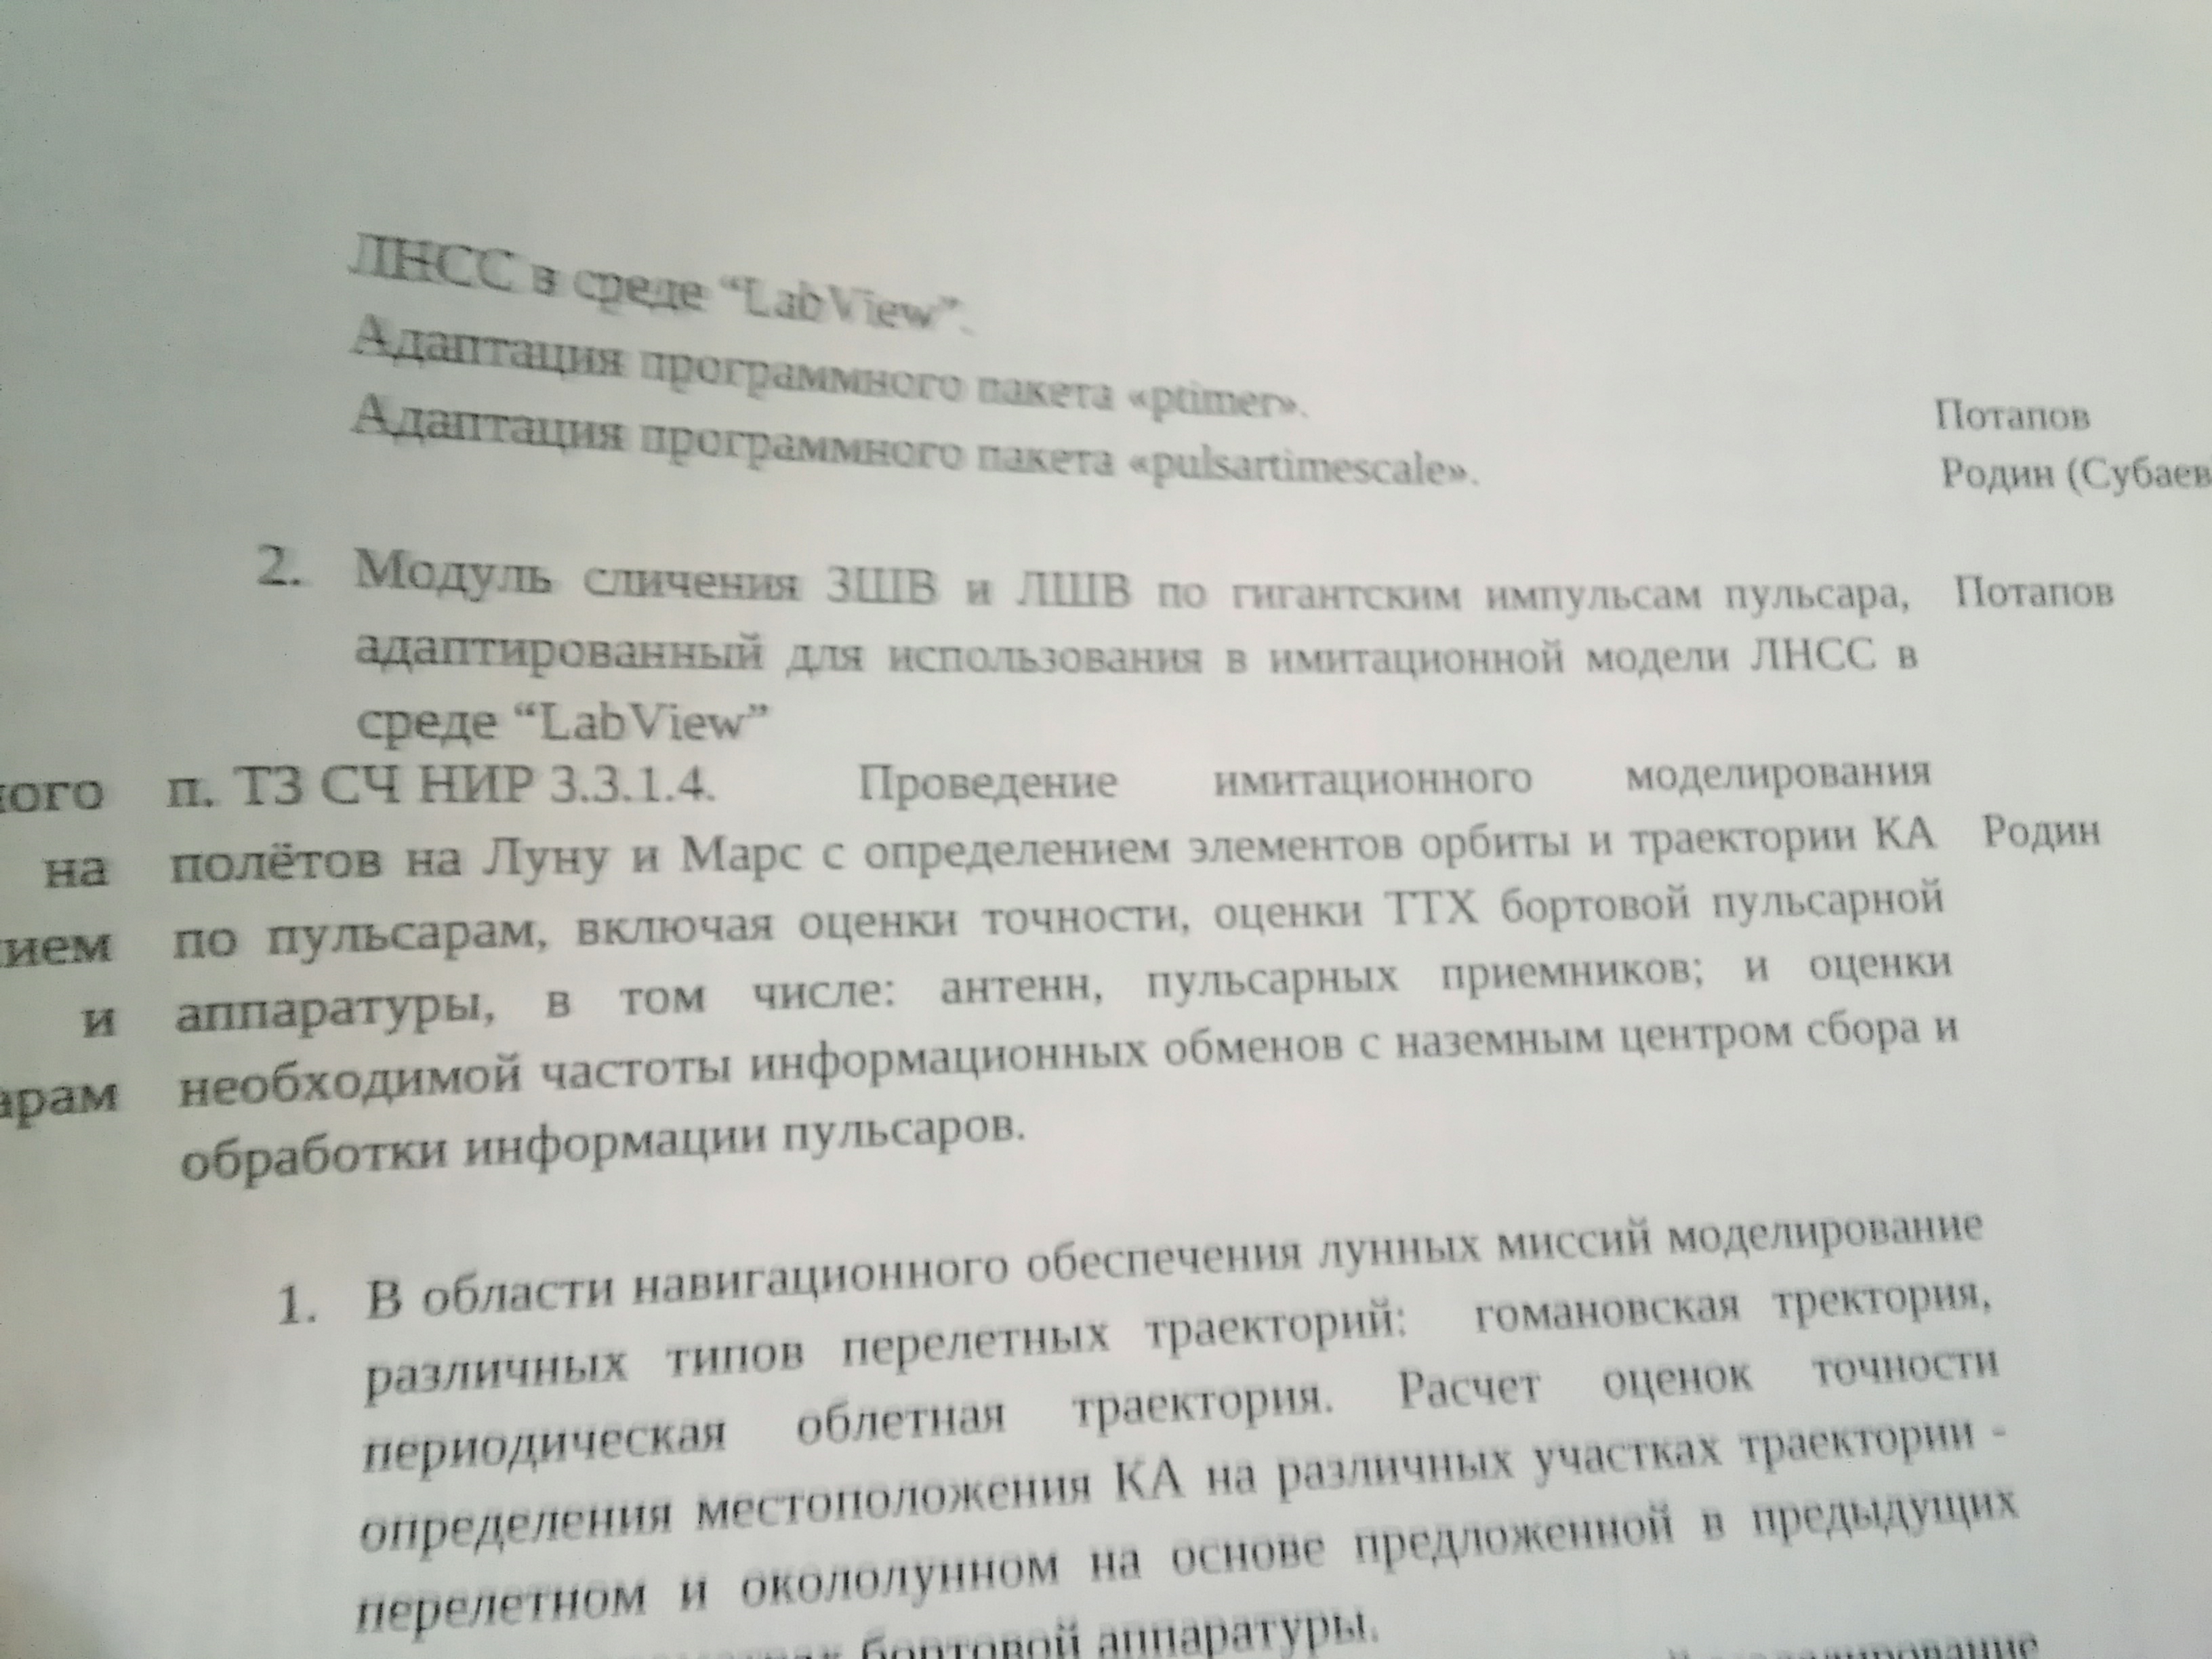 ЛНСС в среде “LabView”.
Адаптация программного пакета «ptimer».
Потапов
Адаптация программного пакета «pulsartimescale».
Родин (Субаев
2. Модуль сличения ЗШВ и ЛШВ по гигантским импульсам пульсара, Потапов
адаптированный для использования в имитационной модели ЛНСС в
среде “LabView”
п. ТЗ СЧ НИР 3.3.1.4. Проведение имитационного моделирования
на полётов на Луну и Марс с определением элементов орбиты и траектории КА Родин
по пульсарам, включая оценки точности, оценки ТТХ бортовой пульсарной
и аппаратуры, в том числе: антенн, пульсарных приемников; и оценки
необходимой частоты информационных обменов с наземным центром сбора и
обработки информации пульсаров.
1. В области навигационного обеспечения лунных миссий моделирование
различных типов перелетных траекторий: гомановская тректория,
периодическая облетная траектория. Расчет оценок точности
определения местоположения КА на различных участках траектории -
перелетном и окололунном на основе предложенной в предыдущих
бортовой аппаратуры.